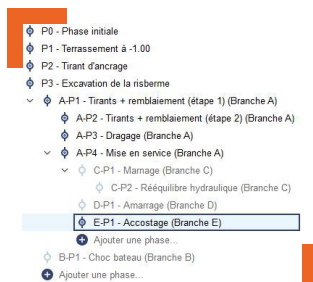 P0 - Phase initiale
P1 - Terrassement à -1.00
P2 - Tirant d'ancrage
P3 - Excavation de la risberme
A-P1 - Tirants + remblaiement (étape 1) (Branche A)
A-P2 - Tirants + remblaiement (étape 2) (Branche A)
A-P3 - Dragage (Branche A)
A-P4 - Mise en service (Branche A)
C-P1 - Marnage (Branche C)
C-P2 - Rééquilibre hydraulique (Branche C)
D-P1 - Amarrage (Branche D)
E-P1 - Accostage (Branche E)
Ajouter une phase...
B-P1 - Choc bateau (Branche B)
Ajouter une phase...